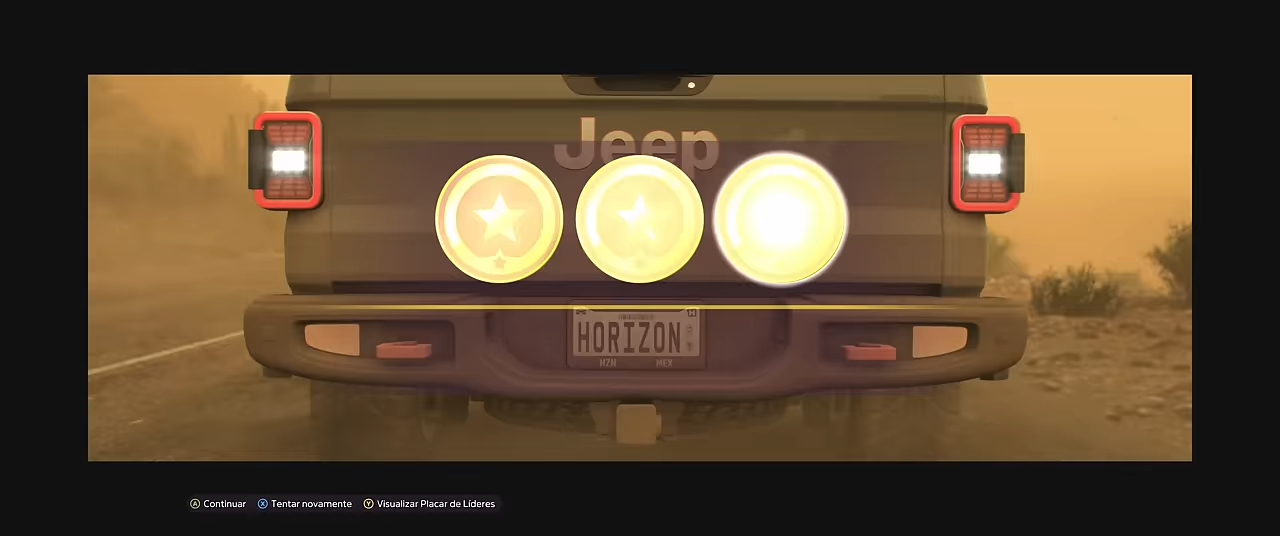 Jeep
HORIZON
HZN MEX
A Continuar X Tentar novamente Y Visualizar Placar de Líderes